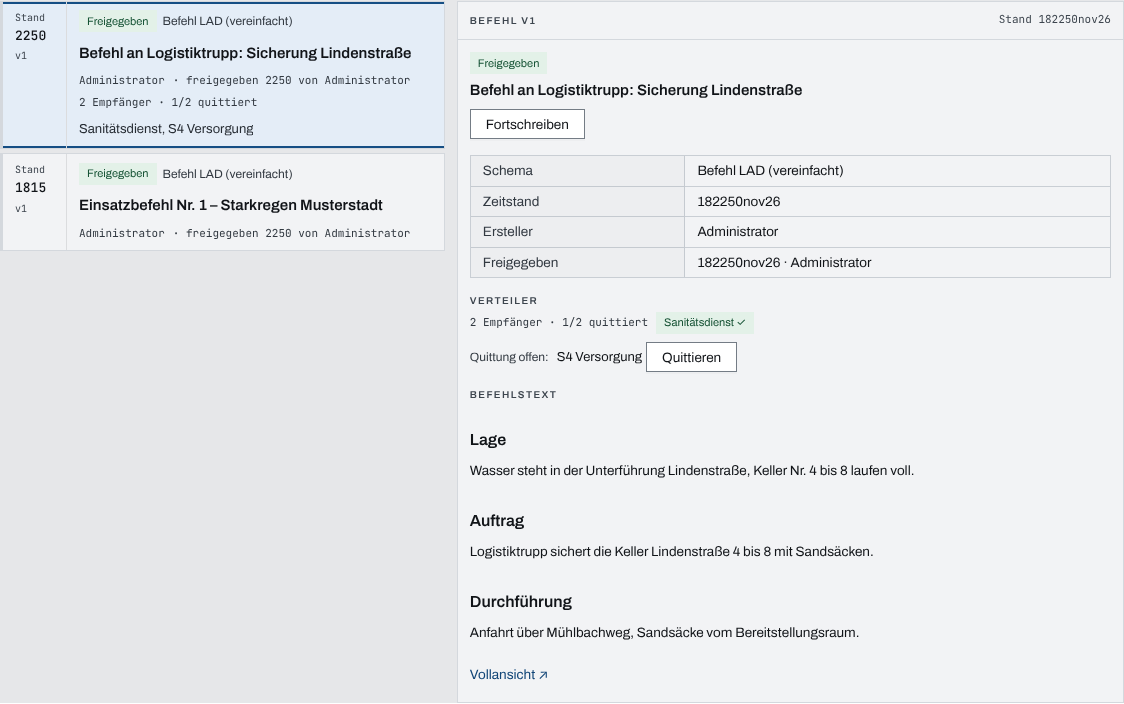 Stand
2250
v1
Freigegeben Befehl LAD (vereinfacht)
Befehl an Logistiktrupp: Sicherung Lindenstraße
Administrator · freigegeben 2250 von Administrator
2 Empfänger · 1/2 quittiert
Sanitätsdienst, S4 Versorgung
Stand
1815
v1
Freigegeben Befehl LAD (vereinfacht)
Einsatzbefehl Nr. 1 – Starkregen Musterstadt
Administrator · freigegeben 2250 von Administrator
BEFEHL V1 Stand 182250nov26
Freigegeben
Befehl an Logistiktrupp: Sicherung Lindenstraße
Fortschreiben
Schema Befehl LAD (vereinfacht)
Zeitstand 182250nov26
Ersteller Administrator
Freigegeben 182250nov26 · Administrator
VERTEILER
2 Empfänger · 1/2 quittiert Sanitätsdienst ✓
Quittung offen: S4 Versorgung Quittieren
BEFEHLSTEXT
Lage
Wasser steht in der Unterführung Lindenstraße, Keller Nr. 4 bis 8 laufen voll.
Auftrag
Logistiktrupp sichert die Keller Lindenstraße 4 bis 8 mit Sandsäcken.
Durchführung
Anfahrt über Mühlbachweg, Sandsäcke vom Bereitstellungsraum.
Vollansicht ↗